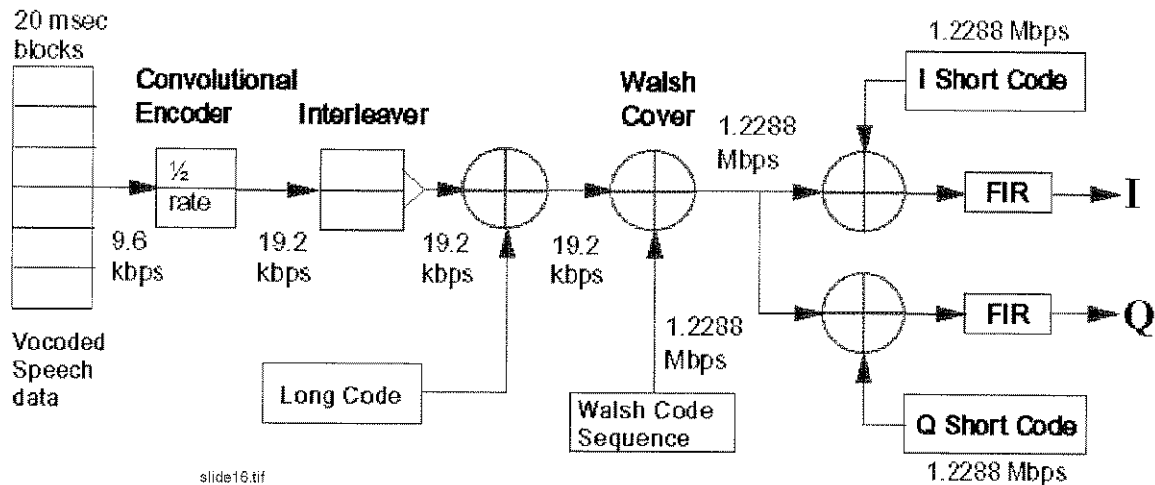 20 msec
blocks
Convolutional
Encoder
Interleaver
Walsh
Cover
1.2288
Mbps
1.2288 Mbps
I Short Code
½
rate
FIR
I
9.6
kbps
19.2
kbps
19.2
kbps
19.2
kbps
FIR
Q
Vocoded
Speech
data
Long Code
1.2288
Mbps
Walsh Code
Sequence
Q Short Code
1.2288 Mbps
slide16.tif